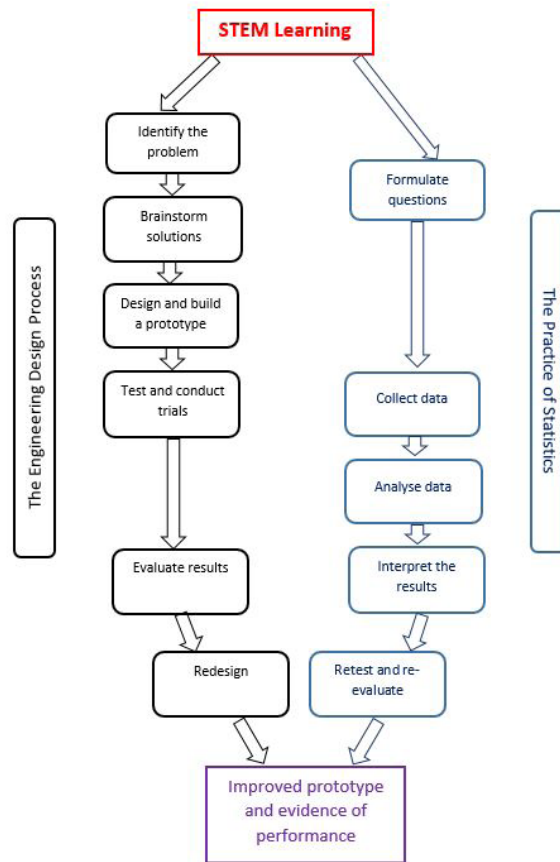 STEM Learning
Identify the
problem
Brainstorm
solutions
Design and build
a prototype
Test and conduct
trials
Evaluate results
Redesign
The Engineering Design Process
Formulate
questions
Collect data
Analyse data
Interpret the
results
Retest and re-
evaluate
The Practice of Statistics
Improved prototype
and evidence of
performance